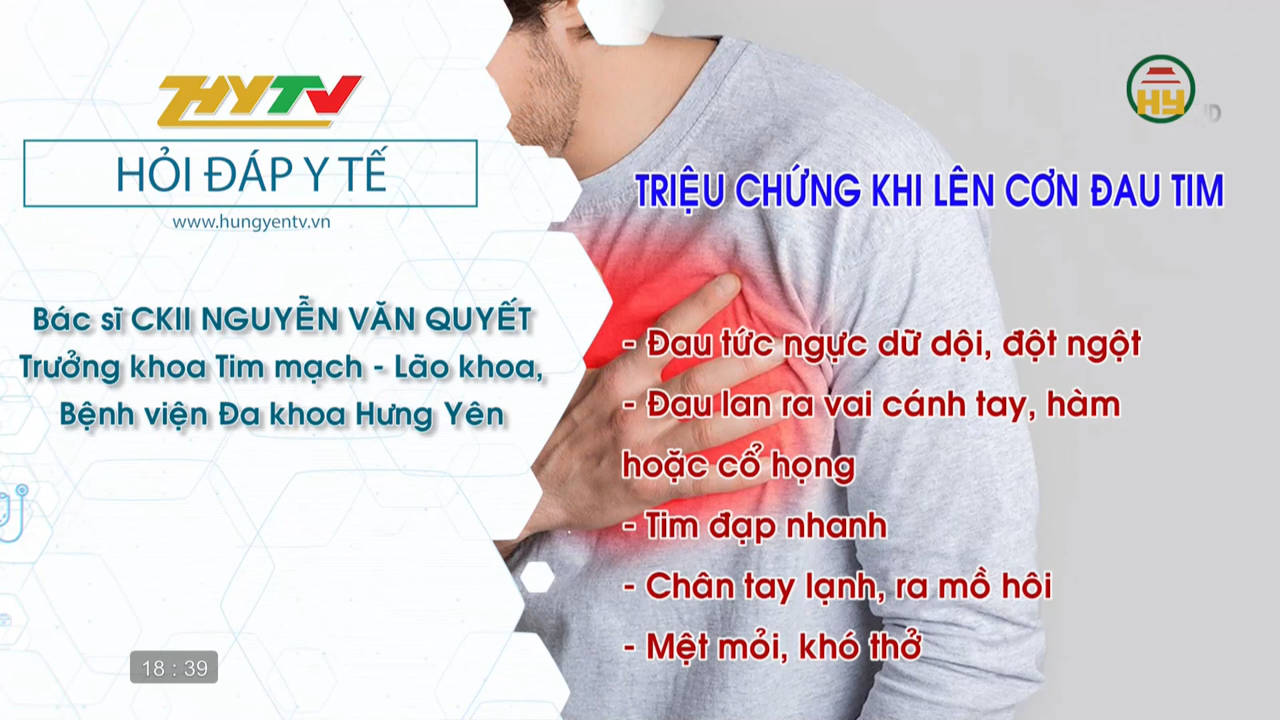 HYTV
HỎI ĐÁP Y TẾ
www.hungyentv.vn
Bác sĩ CKII NGUYỄN VĂN QUYẾT
Trưởng khoa Tim mạch - Lão khoa,
Bệnh viện Đa khoa Hưng Yên
18 : 39
HY
TRIỆU CHỨNG KHI LÊN CƠN ĐAU TIM
- Đau tức ngực dữ dội, đột ngột
- Đau lan ra vai cánh tay, hàm
hoặc cổ họng
- Tim đạp nhanh
- Chân tay lạnh, ra mồ hôi
- Mệt mỏi, khó thở